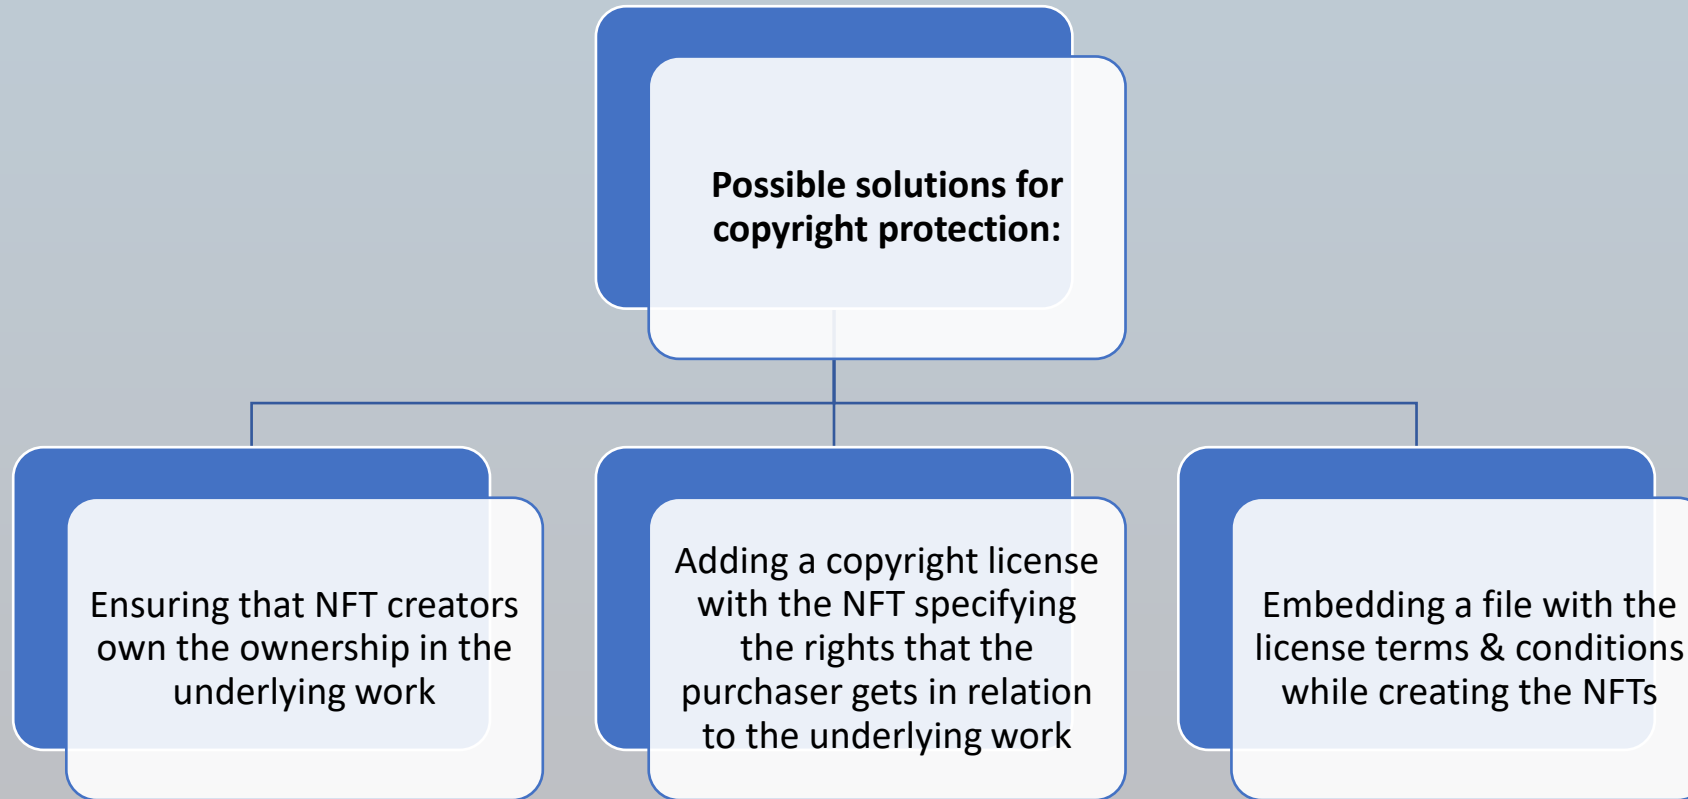 Possible solutions for
copyright protection:
Ensuring that NFT creators
own the ownership in the
underlying work
Adding a copyright license
with the NFT specifying
the rights that the
purchaser gets in relation
to the underlying work
Embedding a file with the
license terms & conditions
while creating the NFTs